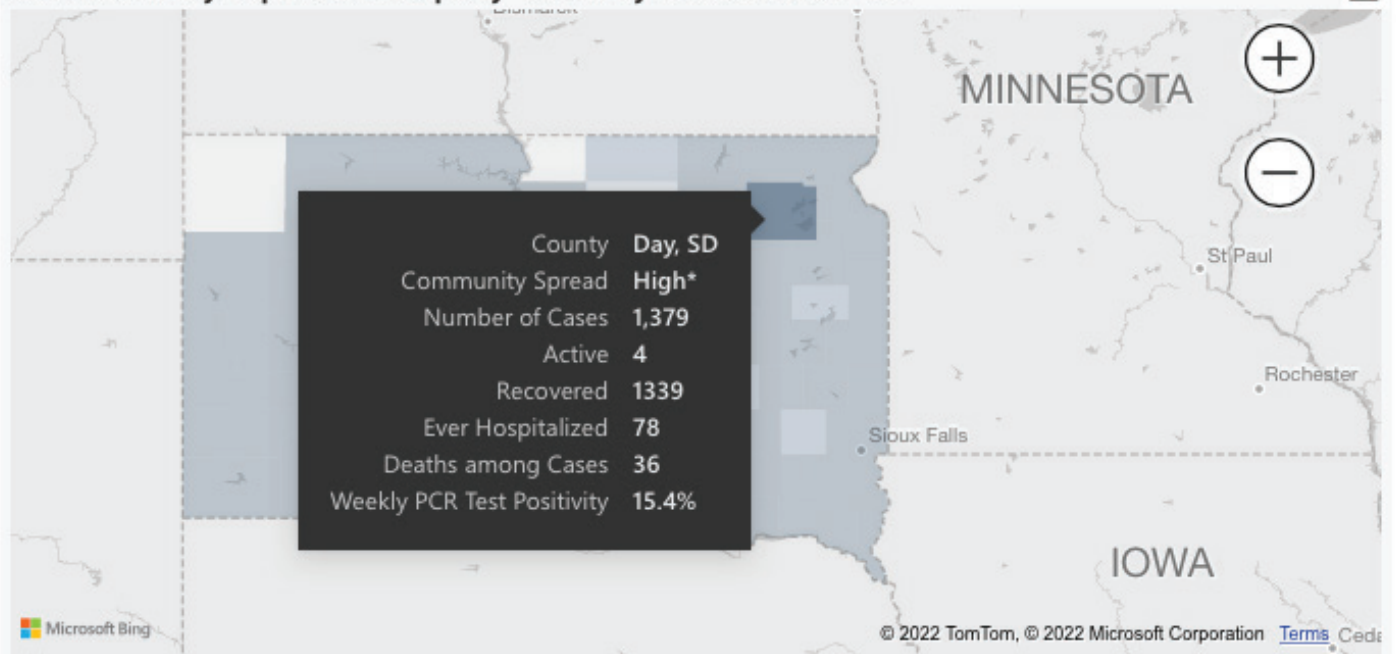 Bismarck
MINNESOTA
+
−
St Paul
County Day, SD
Community Spread High*
Number of Cases 1,379
Active 4
Recovered 1339
Ever Hospitalized 78
Deaths among Cases 36
Weekly PCR Test Positivity 15.4%
Rochester
Sioux Falls
IOWA
Microsoft Bing
© 2022 TomTom, © 2022 Microsoft Corporation Terms